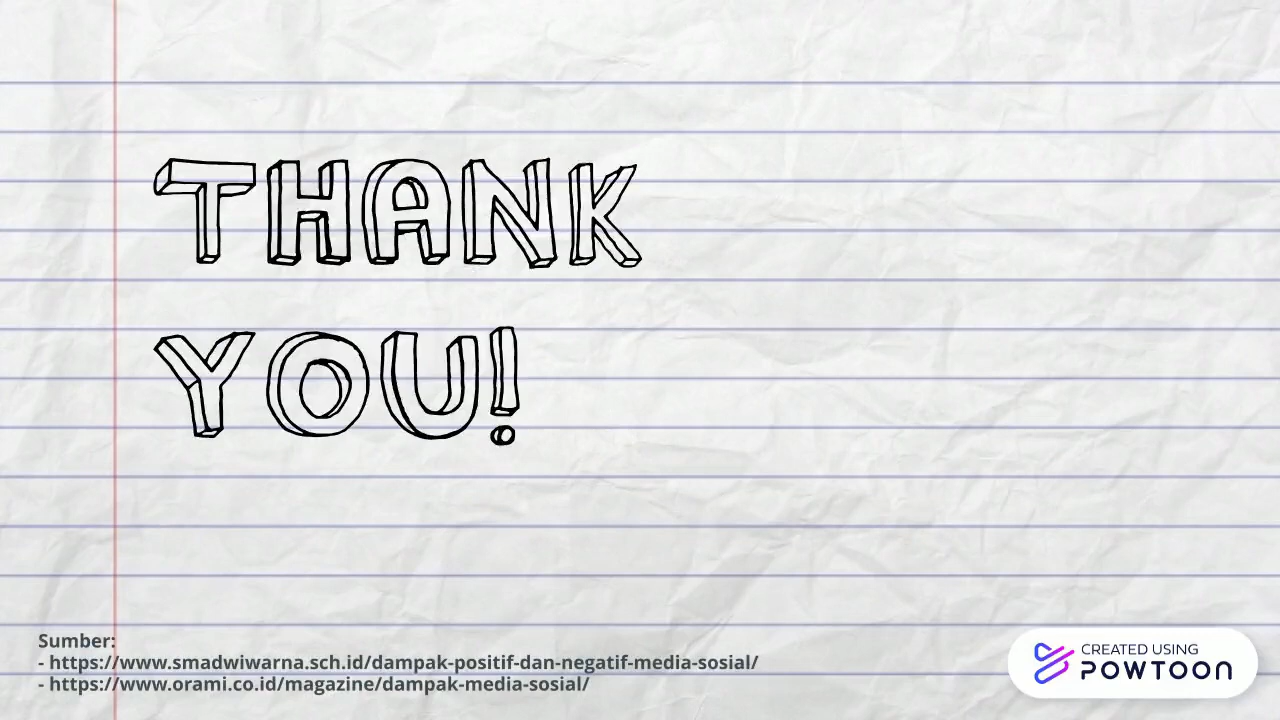 THANK
YOU!
Sumber:
- https://www.smadwiwarna.sch.id/dampak-positif-dan-negatif-media-sosial/
- https://www.orami.co.id/magazine/dampak-media-sosial/
CREATED USING
POWTOON